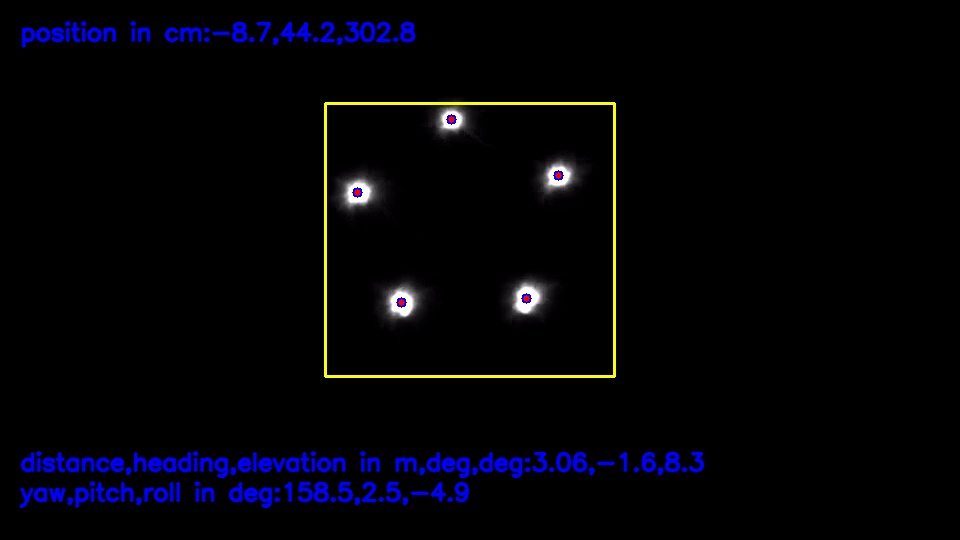 position in cm:-8.7,44.2,302.8
distance,heading,elevation in m,deg,deg:3.06,-1.6,8.3
yaw,pitch,roll in deg:158.5,2.5,-4.9